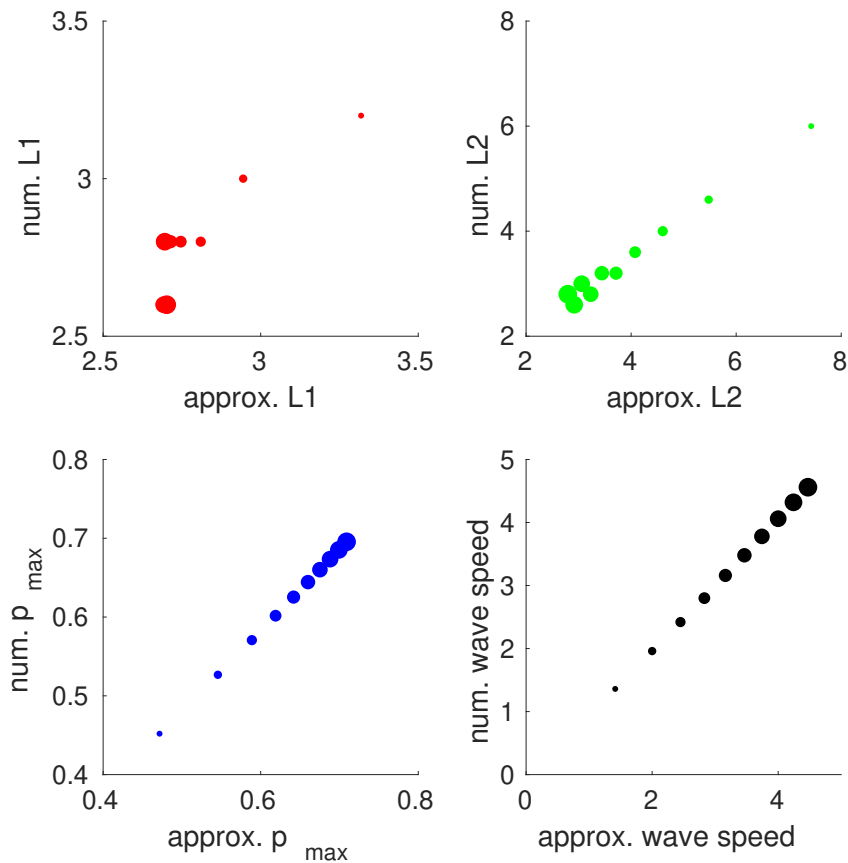 3.5
3
2.5
num. L1
2.5 3 3.5
approx. L1
8
6
4
2
num. L2
2 4 6 8
approx. L2
0.8
0.7
0.6
0.5
0.4
num. p max
0.4 0.6 0.8
approx. p max
5
4
3
2
1
0
num. wave speed
0 2 4
approx. wave speed